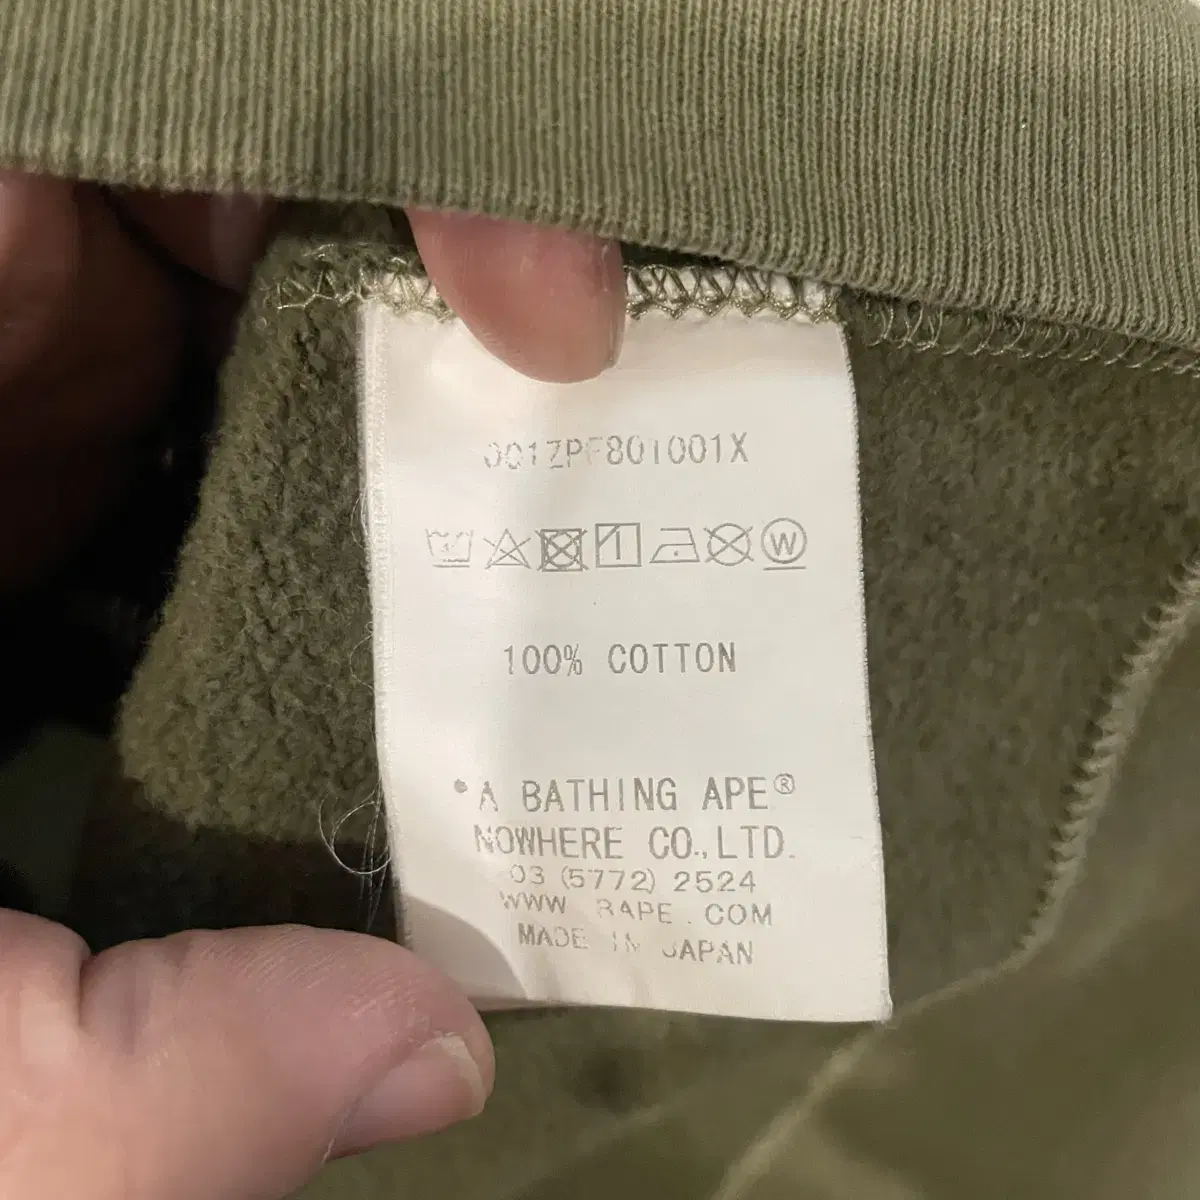 001ZPF801001X
W
100% COTTON
*A BATHING APE®
NOWHERE CO., LTD.
03 (5772) 2524
WWW . BAPE . COM
MADE IN JAPAN